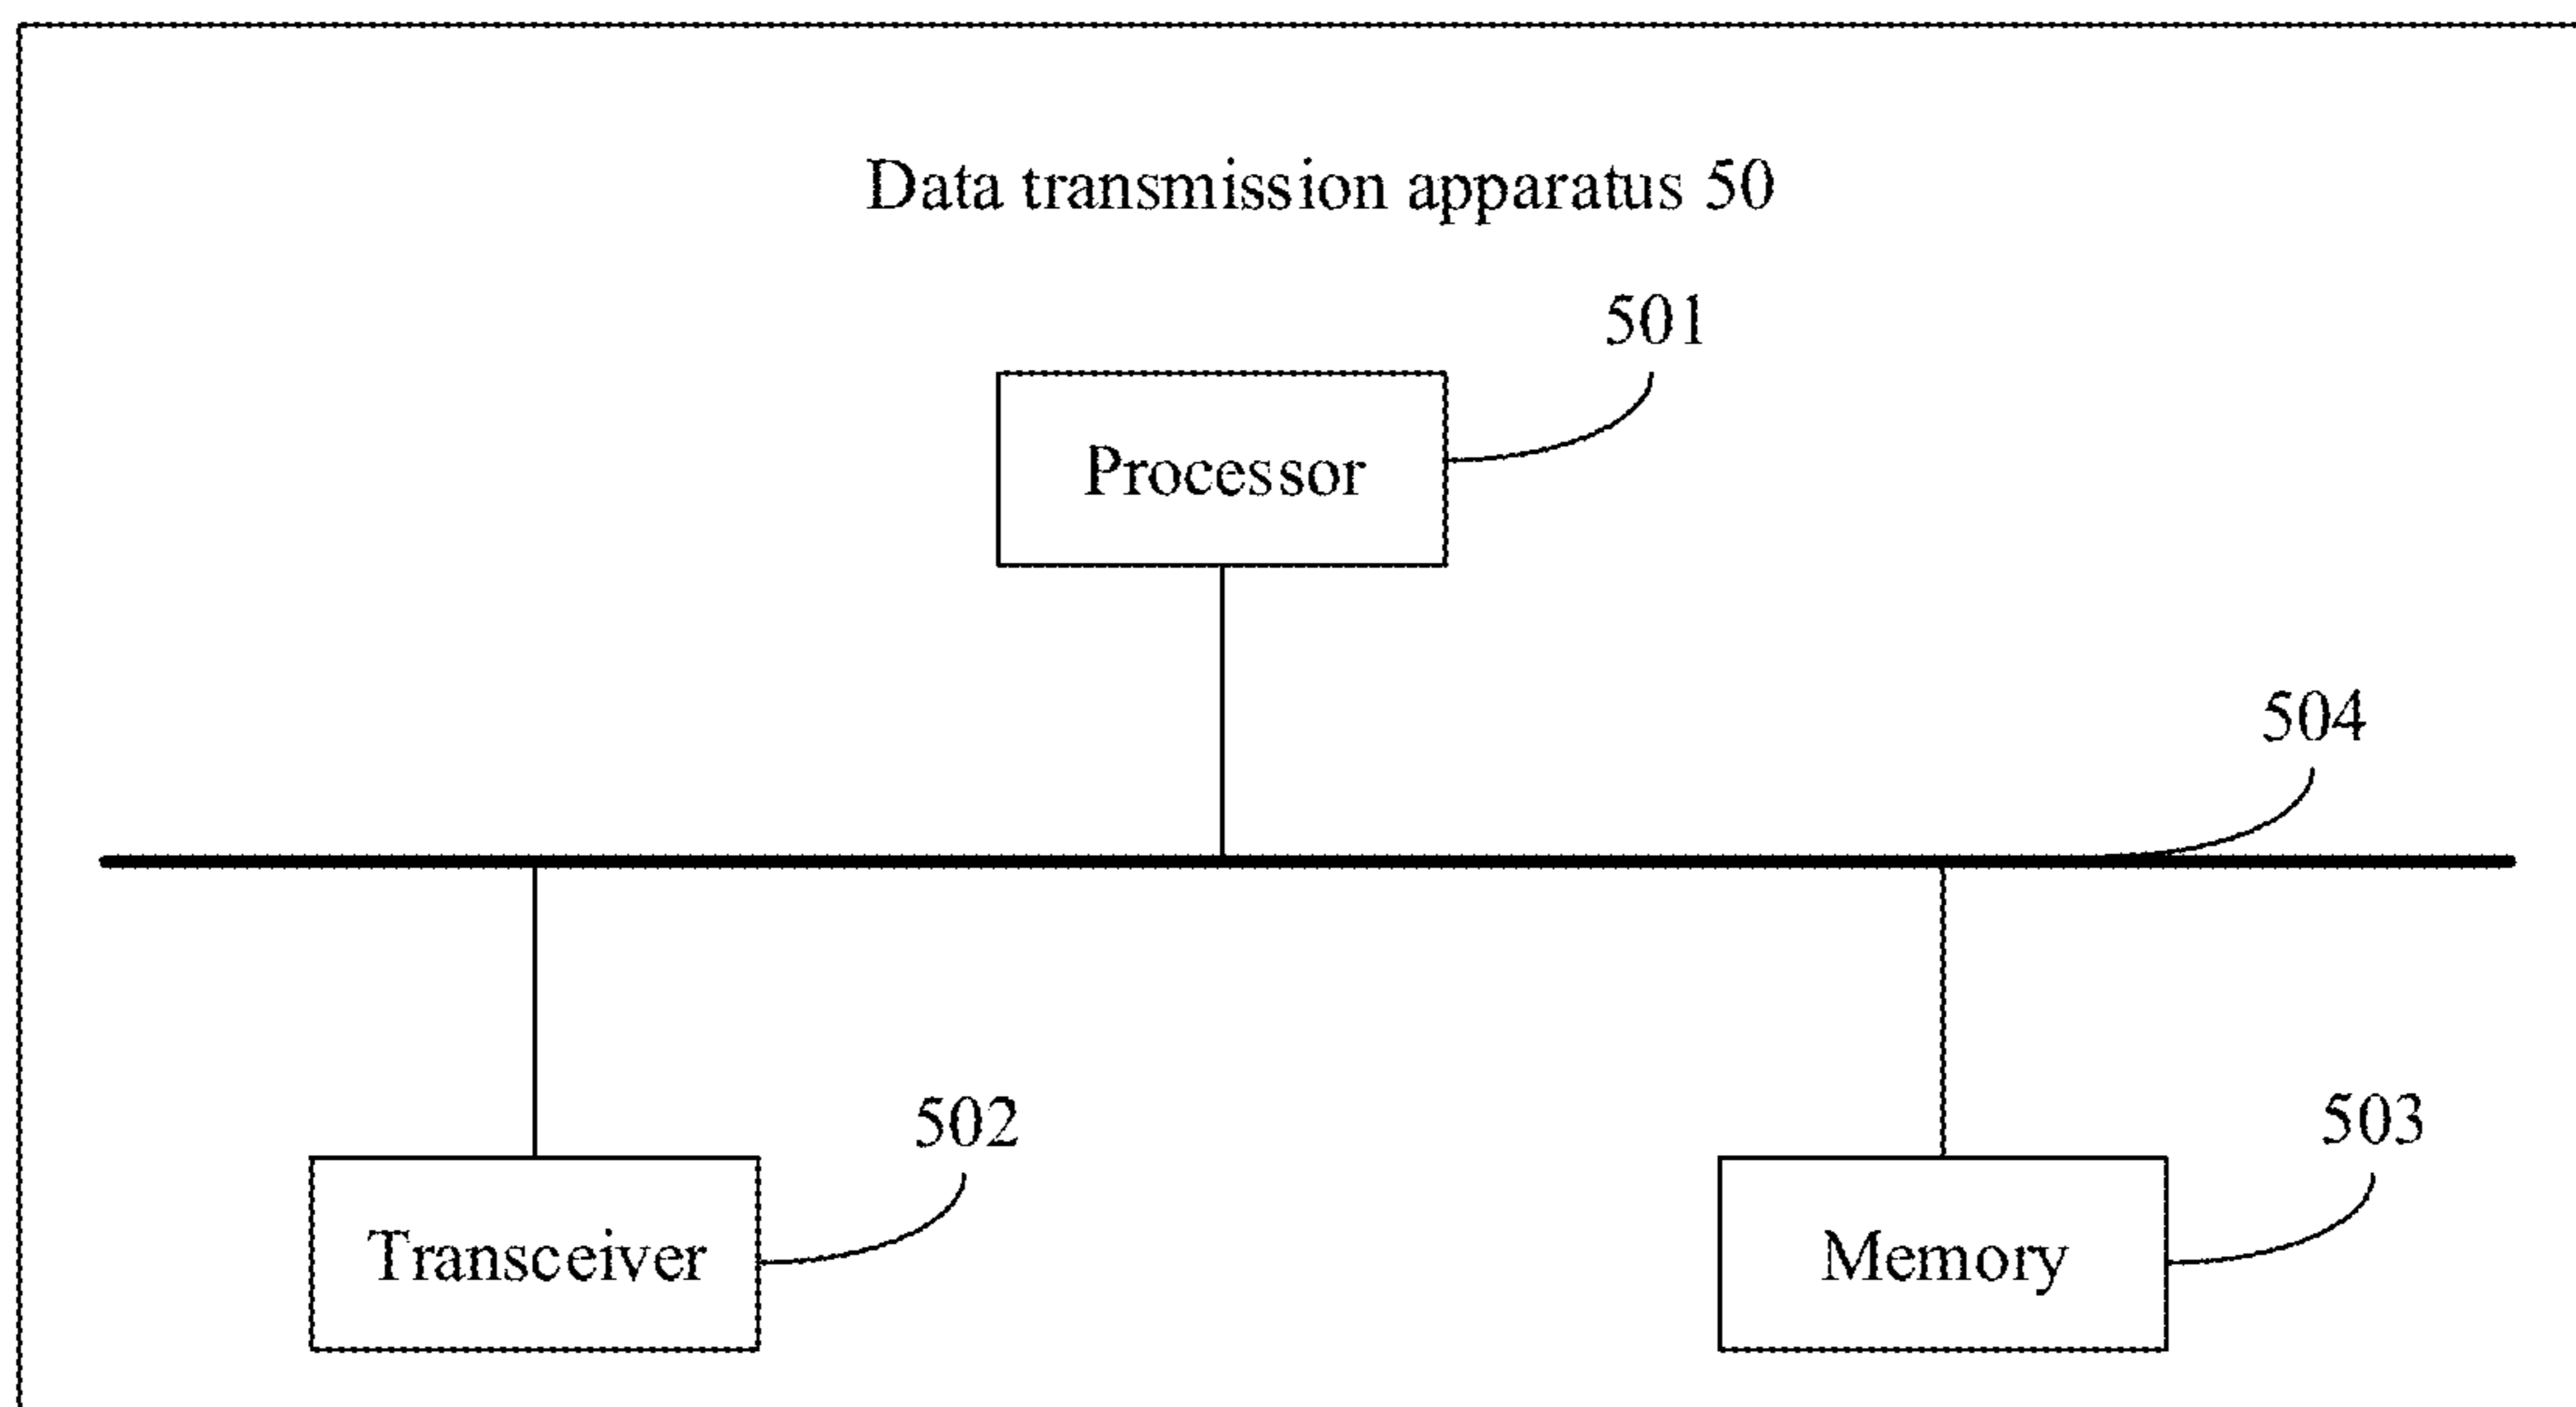 Data transmission apparatus 50
501
Processor
504
502
503
Transceiver
Memory